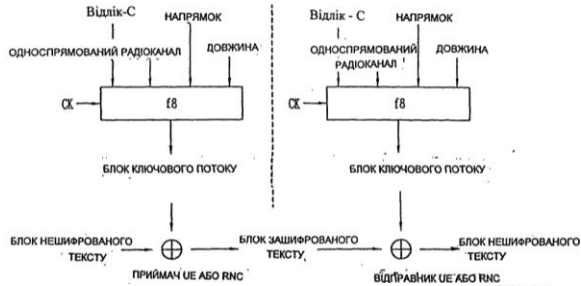 Відлік-С
НАПРЯМОК
ОДНОСПРЯМОВАНИЙ РАДІОКАНАЛ
ДОВЖИНА
СК
f8
БЛОК КЛЮЧОВОГО ПОТОКУ
БЛОК НЕШИФРОВАНОГО
ТЕКСТУ
ПРИЙМАЧ UE АБО RNC
БЛОК ЗАШИФРОВАНОГО
ТЕКСТУ
Відлік - С
НАПРЯМОК
ОДНОСПРЯМОВАНИЙ
РАДІОКАНАЛ
ДОВЖИНА
СК
f8
БЛОК КЛЮЧОВОГО ПОТОКУ
БЛОК НЕШИФРОВАНОГО
ТЕКСТУ
ВІДПРАВНИК UE АБО RNC